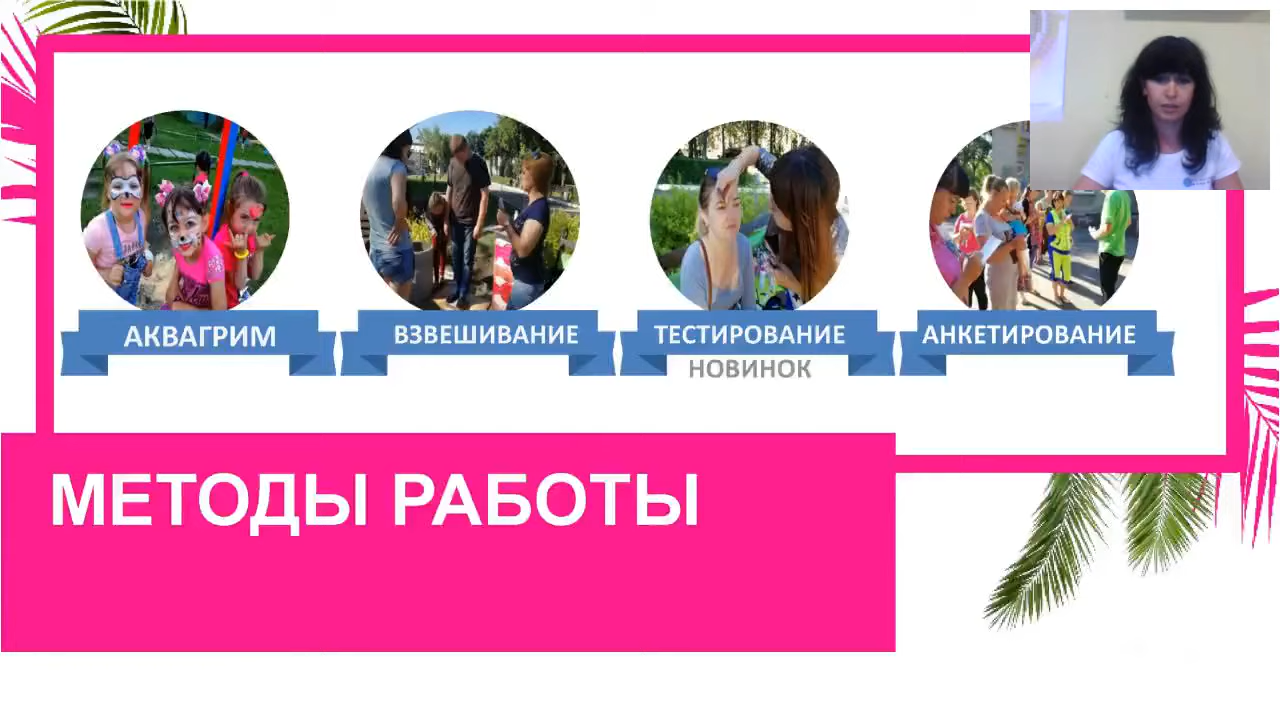 АКВАГРИМ
ВЗВЕШИВАНИЕ
ТЕСТИРОВАНИЕ
НОВИНОК
АНКЕТИРОВАНИЕ
МЕТОДЫ РАБОТЫ